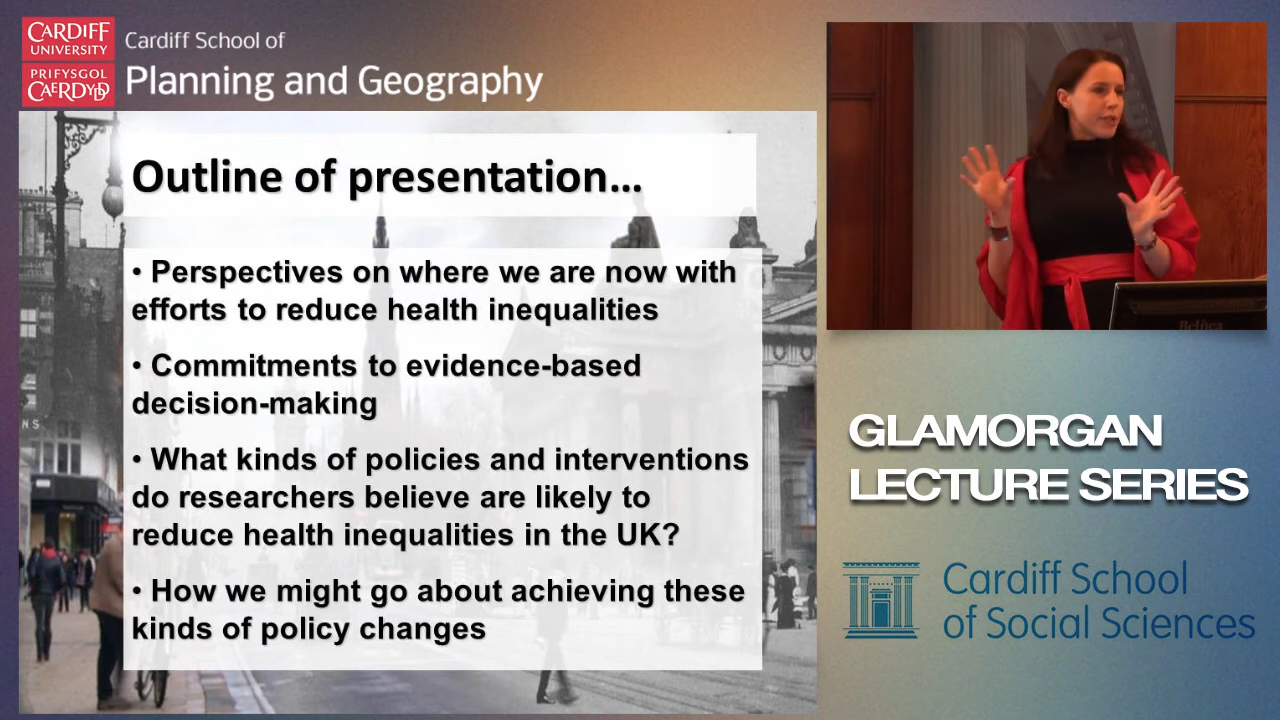 CARDIFF
UNIVERSITY
PRIFYSGOL
CAERDYDD
Cardiff School of
Planning and Geography
Outline of presentation...
• Perspectives on where we are now with
efforts to reduce health inequalities
• Commitments to evidence-based
decision-making
• What kinds of policies and interventions
do researchers believe are likely to
reduce health inequalities in the UK?
• How we might go about achieving these
kinds of policy changes
GLAMORGAN
LECTURE SERIES
Cardiff School
of Social Sciences